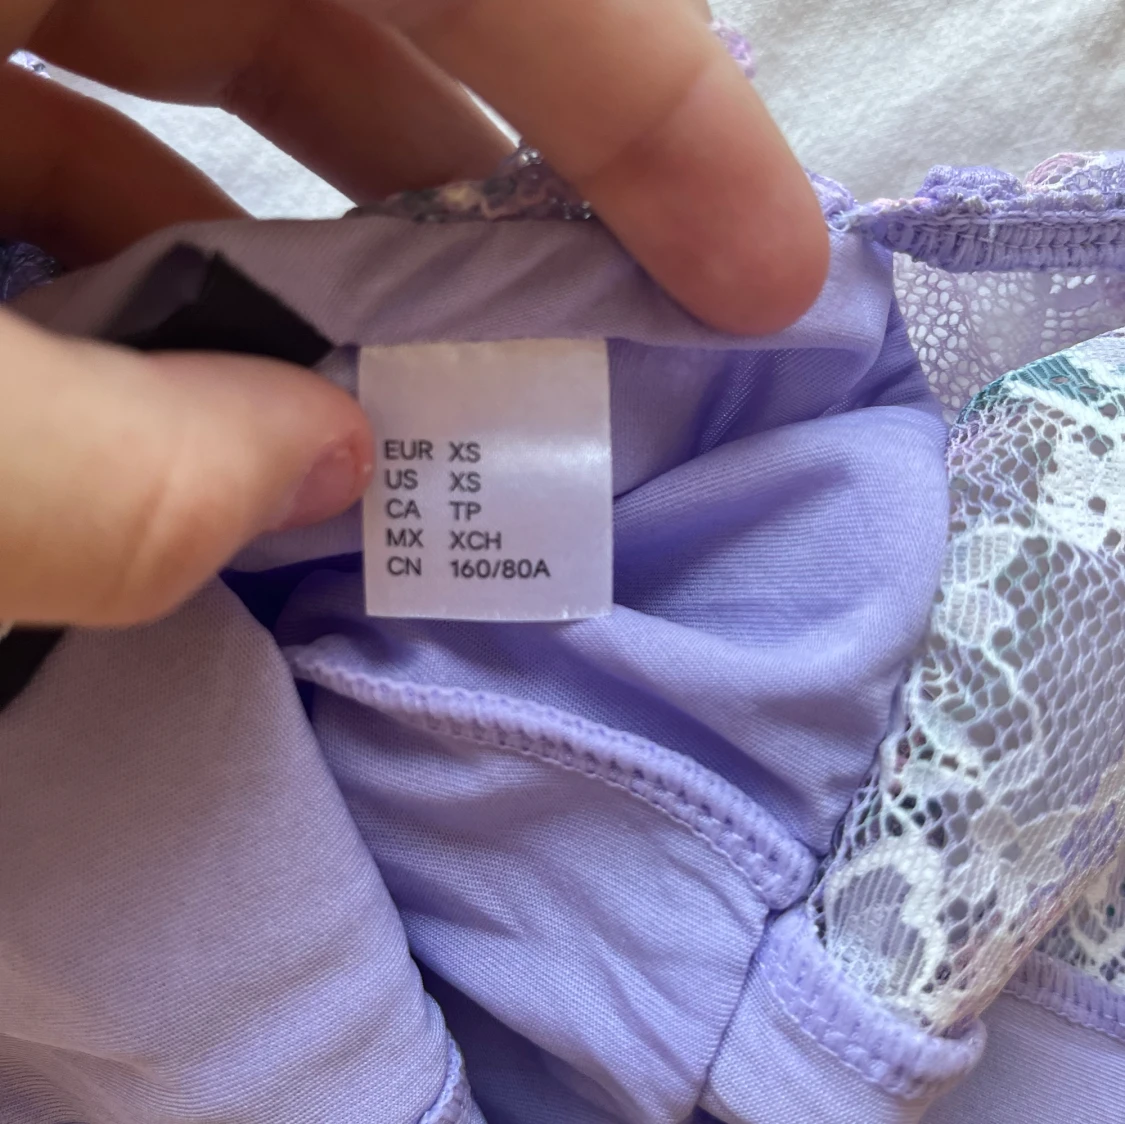 EUR XS
US XS
CA TP
MX XCH
CN 160/80A